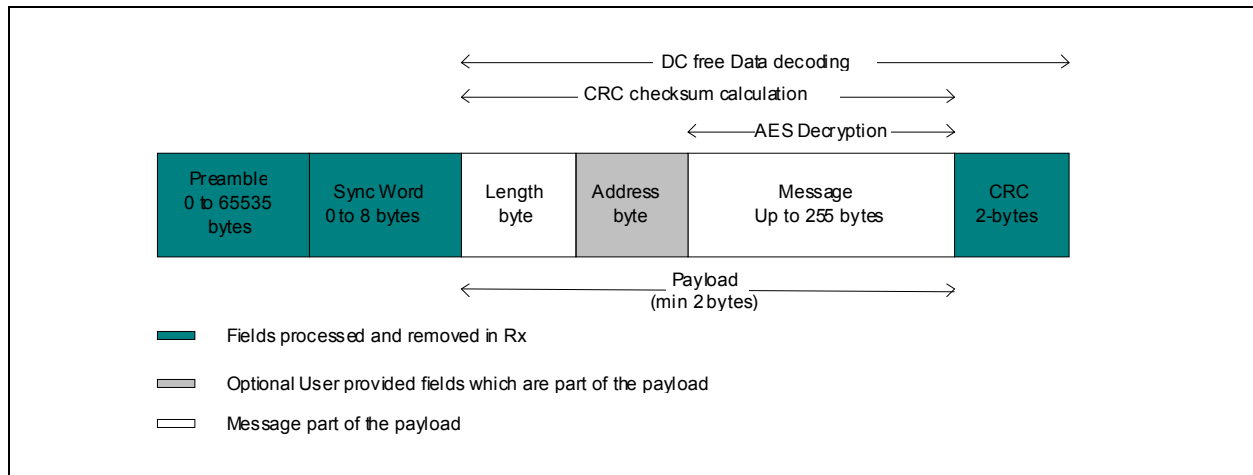 DC free Data decoding
CRC checksum calculation
AES Decryption
Preamble
0 to 65535
bytes
Sync Word
0 to 8 bytes
Length
byte
Address
byte
Message
Up to 255 bytes
CRC
2-bytes
Payload
(min 2 bytes)
Fields processed and removed in Rx
Optional User provided fields which are part of the payload
Message part of the payload